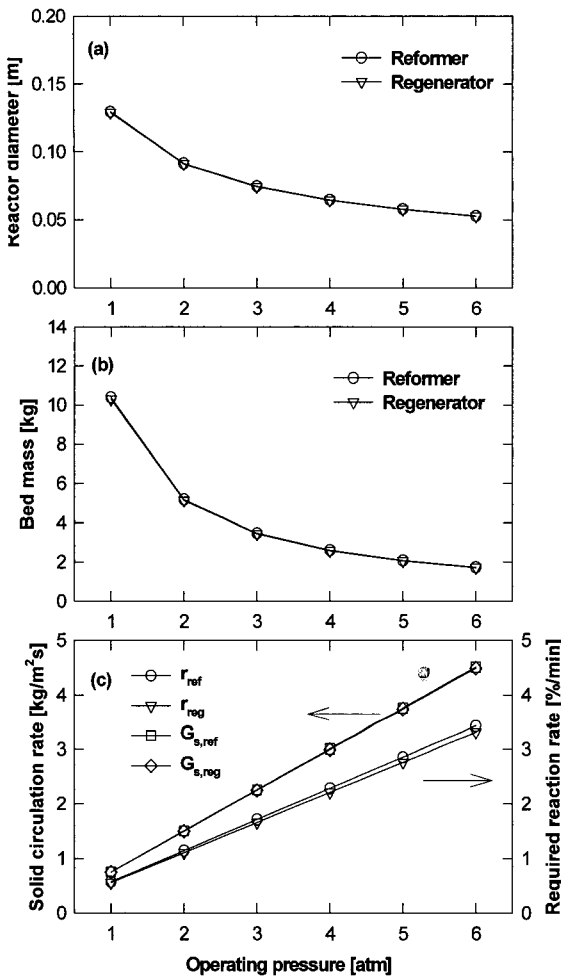 0.20
(a)
Reformer
Regenerator
0.15
0.10
0.05
0.00
Reactor diameter [m]
1 2 3 4 5 6
14
(b)
Reformer
Regenerator
12
10
8
6
4
2
0
Bed mass [kg]
1 2 3 4 5 6
5
(c)
r_ref
r_reg
G_s,ref
G_s,reg
4
3
2
1
0
Solid circulation rate [kg/m²s]
5
4
3
2
1
0
Required reaction rate [%/min]
1 2 3 4 5 6
Operating pressure [atm]